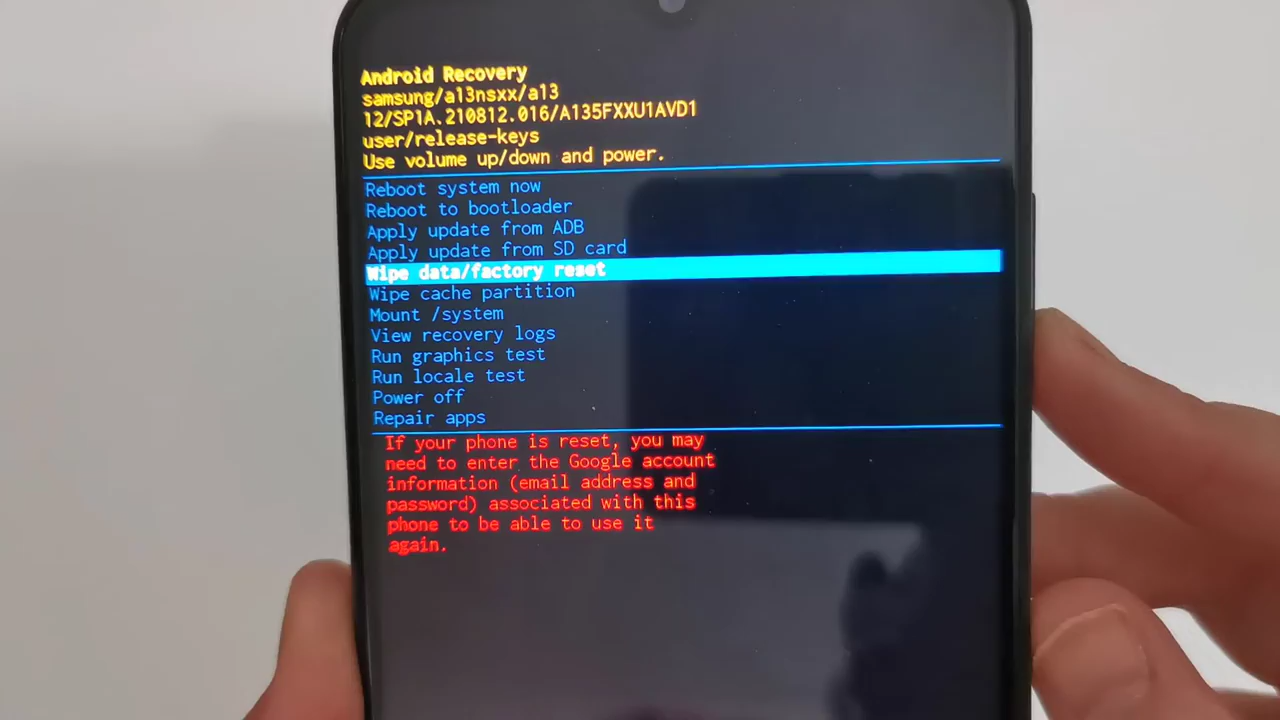 Android Recovery
samsung/a13nsxx/a13
12/SP1A.210812.016/A135FXXU1AVD1
user/release-keys
Use volume up/down and power.
Reboot system now
Reboot to bootloader
Apply update from ADB
Apply update from SD card
Wipe data/factory reset
Wipe cache partition
Mount /system
View recovery logs
Run graphics test
Run locale test
Power off
Repair apps
If your phone is reset, you may
need to enter the Google account
information (email address and
password) associated with this
phone to be able to use it
again.